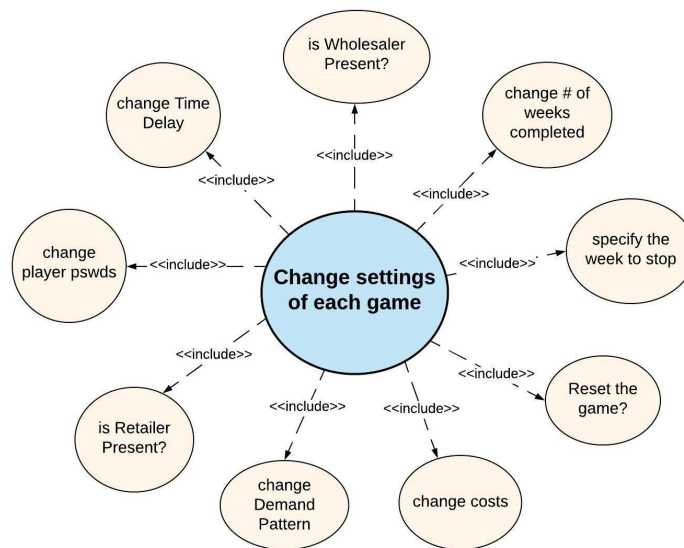 is Wholesaler
Present?
change Time
Delay
change # of
weeks
completed
<<include>>
<<include>>
<<include>>
change
player pswds
<<include>>
Change settings
of each game
<<include>>
specify the
week to stop
<<include>>
<<include>>
Reset the
game?
is Retailer
Present?
<<include>>
<<include>>
change
Demand
Pattern
change costs